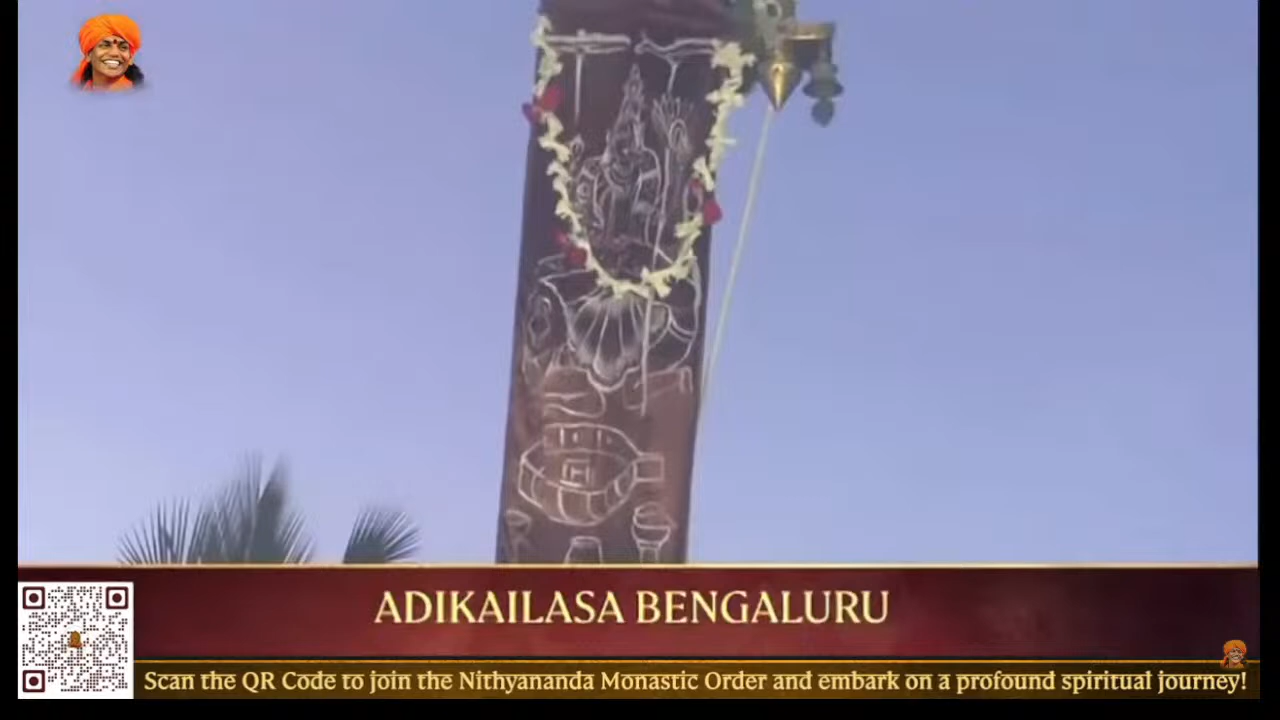 ADIKAILASA BENGALURU
Scan the QR Code to join the Nithyananda Monastic Order and embark on a profound spiritual journey!